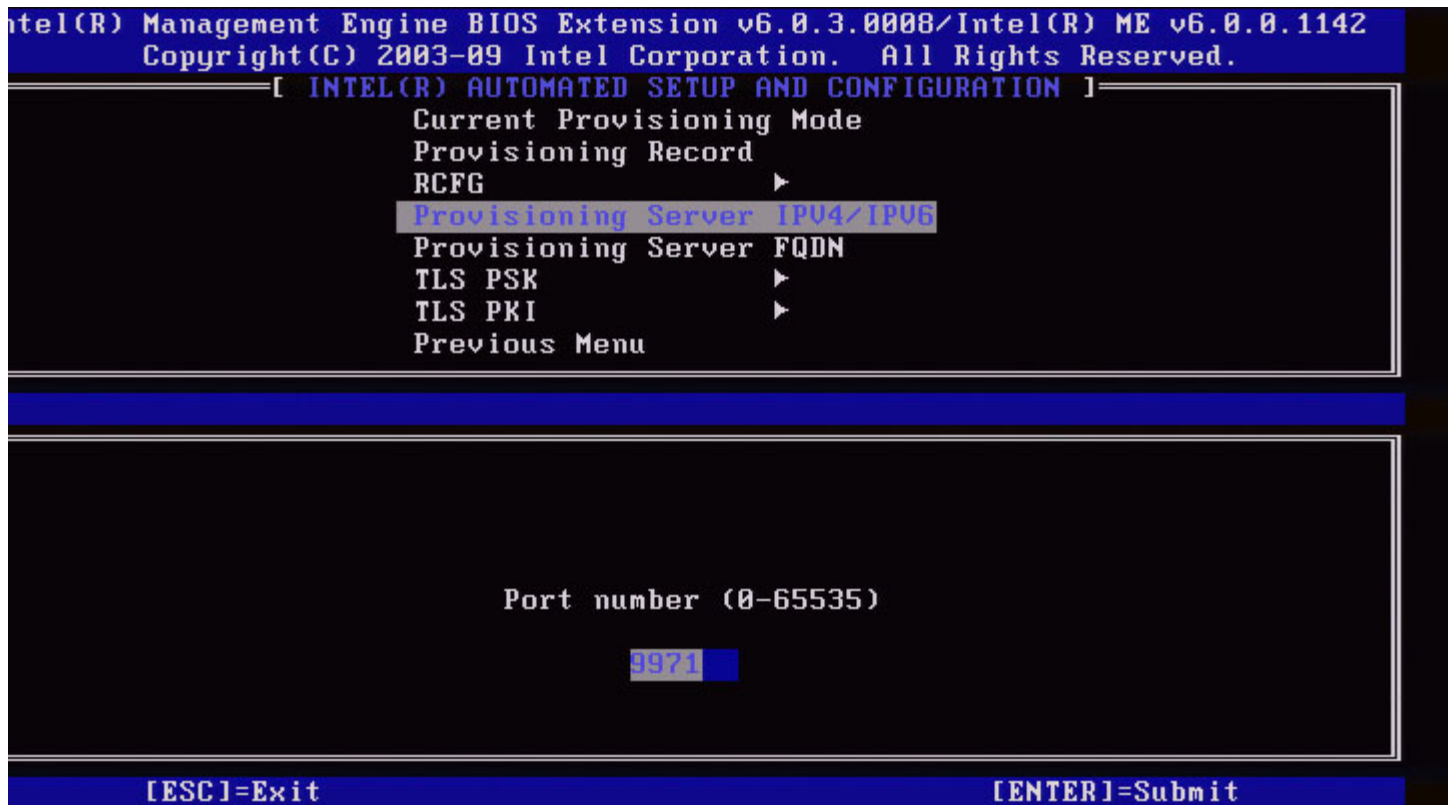 ntel(R) Management Engine BIOS Extension v6.0.3.0008/Intel(R) ME v6.0.0.1142
Copyright(C) 2003-09 Intel Corporation. All Rights Reserved.
[ INTEL(R) AUTOMATED SETUP AND CONFIGURATION ]
Current Provisioning Mode
Provisioning Record
RCFG ►
Provisioning Server IPV4/IPV6
Provisioning Server FQDN
TLS PSK ►
TLS PKI ►
Previous Menu
Port number (0-65535)
9971
[ESC]=Exit [ENTER]=Submit